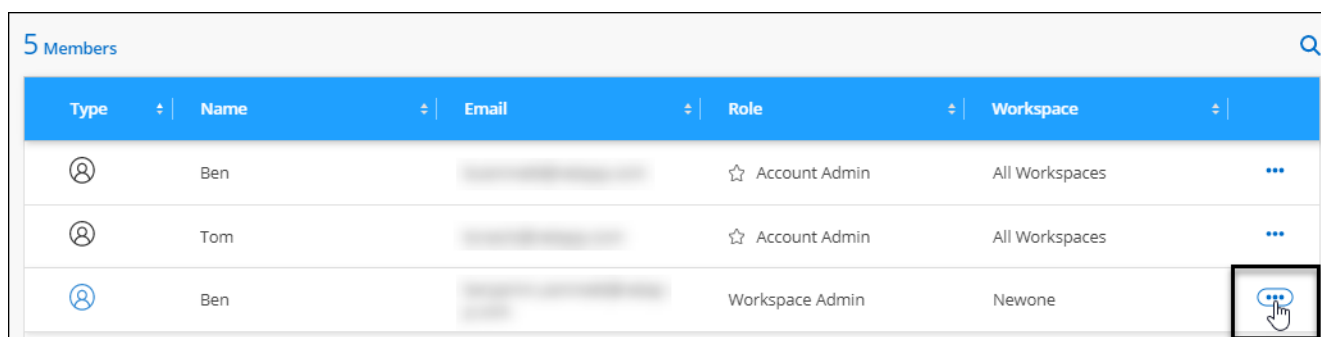 5 Members
Type Name Email Role Workspace
Ben Account Admin All Workspaces
Tom Account Admin All Workspaces
Ben Workspace Admin Newone